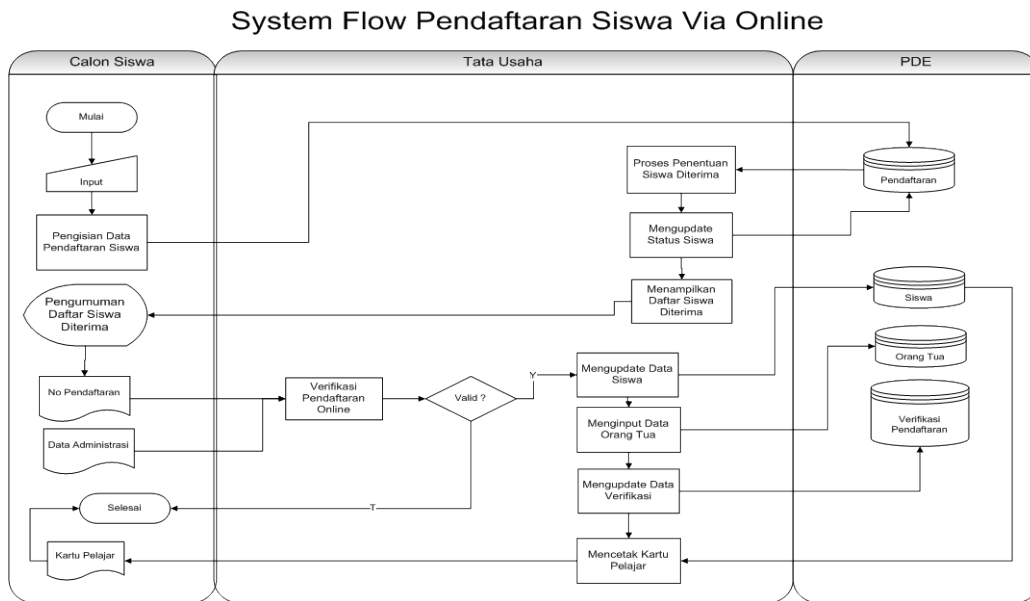 System Flow Pendaftaran Siswa Via Online
Calon Siswa
Tata Usaha
PDE
Mulai
Input
Pengisian Data
Pendaftaran Siswa
Pengumuman
Daftar Siswa
Diterima
No Pendaftaran
Data Administrasi
Selesai
Kartu Pelajar
Verifikasi
Pendaftaran
Online
Valid ?
Y
T
Proses Penentuan
Siswa Diterima
Mengupdate
Status Siswa
Menampilkan
Daftar Siswa
Diterima
Mengupdate Data
Siswa
Menginput Data
Orang Tua
Mengupdate Data
Verifikasi
Mencetak Kartu
Pelajar
Pendaftaran
Siswa
Orang Tua
Verifikasi
Pendaftaran